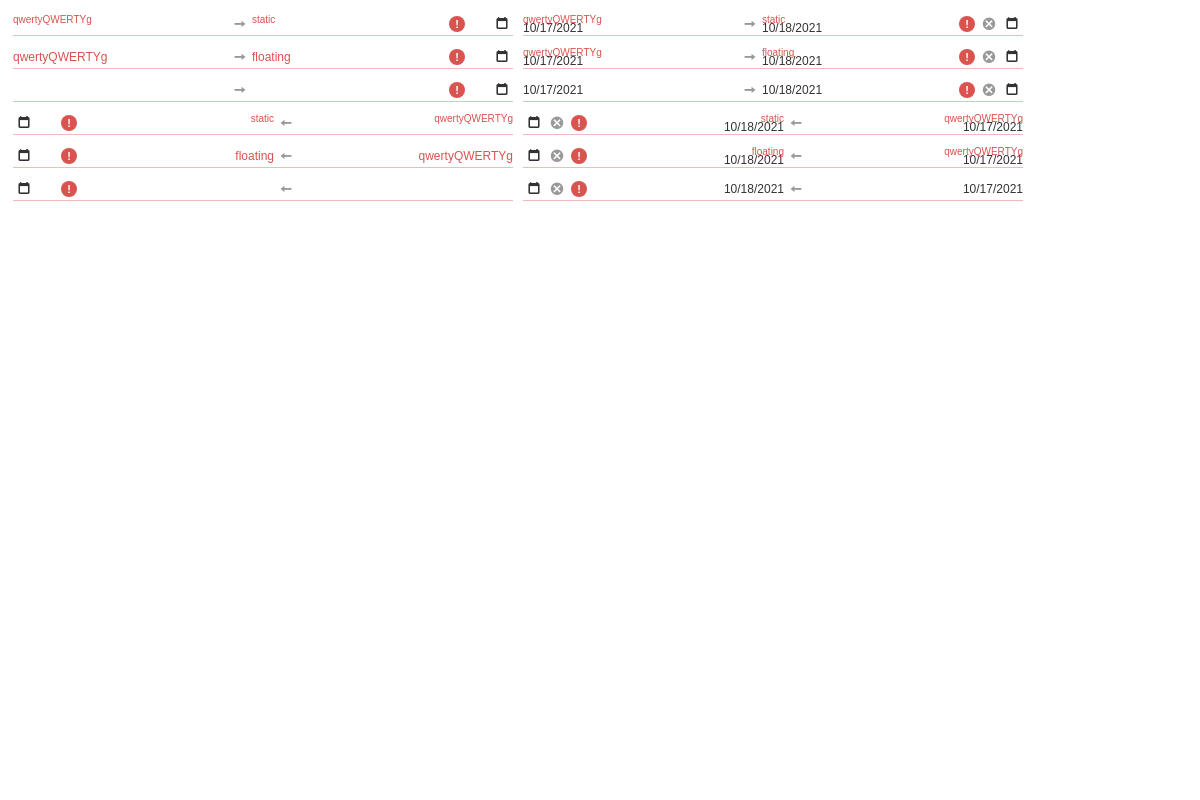 qwertyQWERTYg static ! qwertyQWERTYg static !
10/17/2021 10/18/2021
qwertyQWERTYg floating ! qwertyQWERTYg floating !
10/17/2021 10/18/2021
! 10/17/2021 10/18/2021 !
! static qwertyQWERTYg ! static qwertyQWERTYg
10/18/2021 10/17/2021
! floating qwertyQWERTYg ! floating qwertyQWERTYg
10/18/2021 10/17/2021
! ! 10/18/2021 10/17/2021